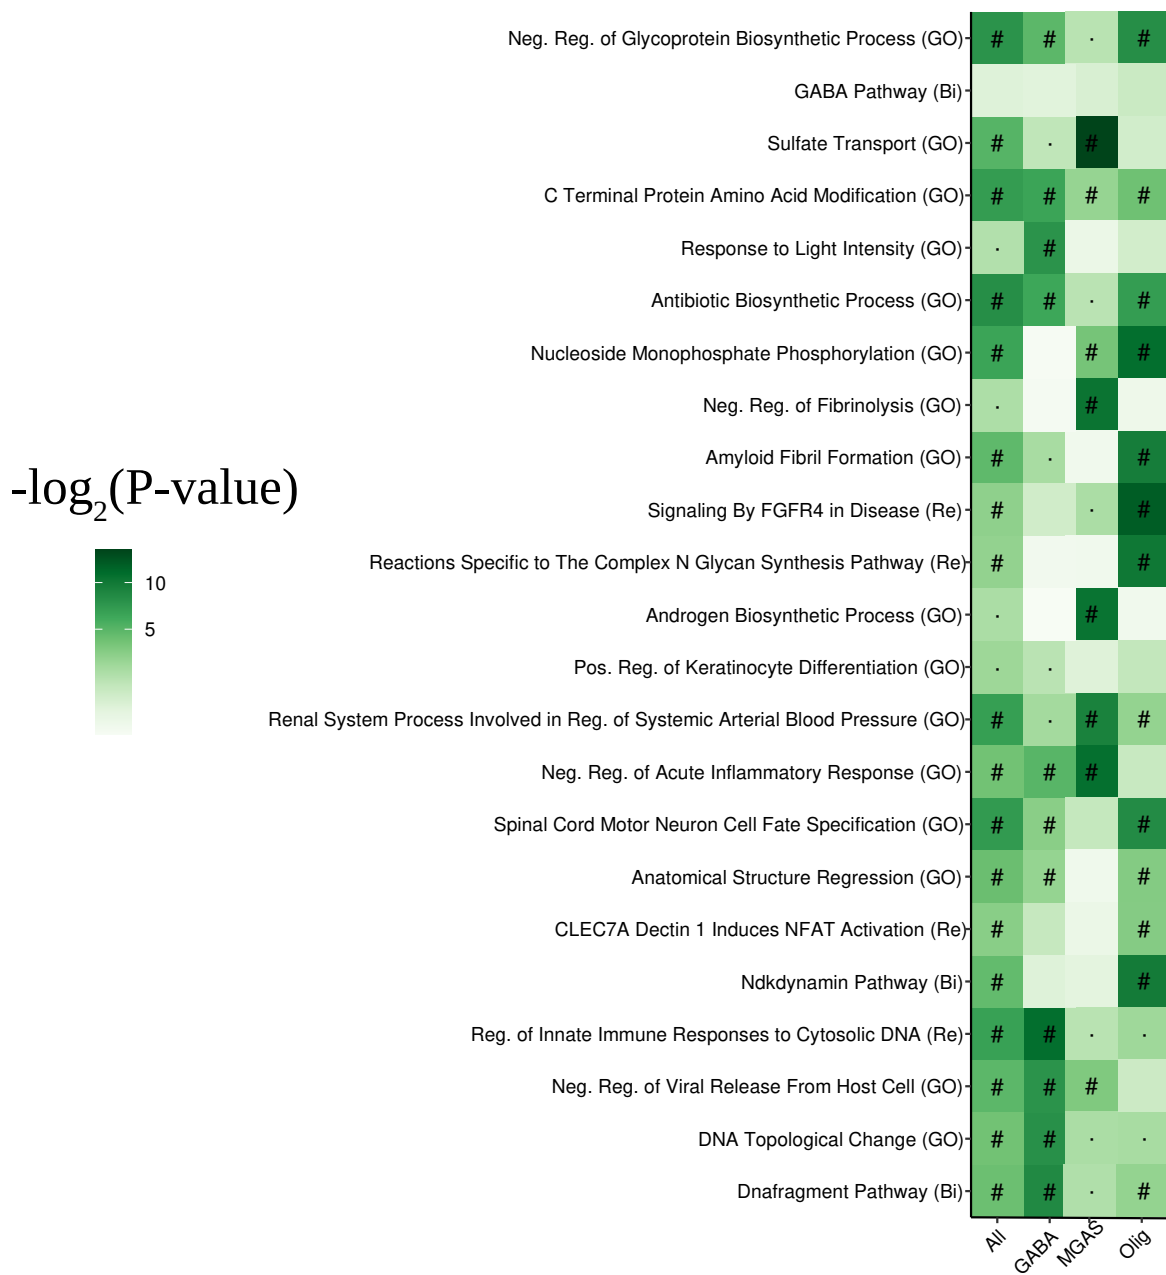 Neg. Reg. of Glycoprotein Biosynthetic Process (GO) # # · #
GABA Pathway (Bi)
Sulfate Transport (GO) # · #
C Terminal Protein Amino Acid Modification (GO) # # # #
Response to Light Intensity (GO) · #
Antibiotic Biosynthetic Process (GO) # # · #
Nucleoside Monophosphate Phosphorylation (GO) # # #
Neg. Reg. of Fibrinolysis (GO) · #
Amyloid Fibril Formation (GO) # · #
Signaling By FGFR4 in Disease (Re) # · #
Reactions Specific to The Complex N Glycan Synthesis Pathway (Re) # #
Androgen Biosynthetic Process (GO) · #
Pos. Reg. of Keratinocyte Differentiation (GO) · ·
Renal System Process Involved in Reg. of Systemic Arterial Blood Pressure (GO) # · # #
Neg. Reg. of Acute Inflammatory Response (GO) # # #
Spinal Cord Motor Neuron Cell Fate Specification (GO) # # #
Anatomical Structure Regression (GO) # # #
CLEC7A Dectin 1 Induces NFAT Activation (Re) # #
Ndkdynamin Pathway (Bi) # #
Reg. of Innate Immune Responses to Cytosolic DNA (Re) # # · ·
Neg. Reg. of Viral Release From Host Cell (GO) # # #
DNA Topological Change (GO) # # · ·
Dnafragment Pathway (Bi) # # · #
All GABA MGAS Olig
-log2(P-value)
10
5